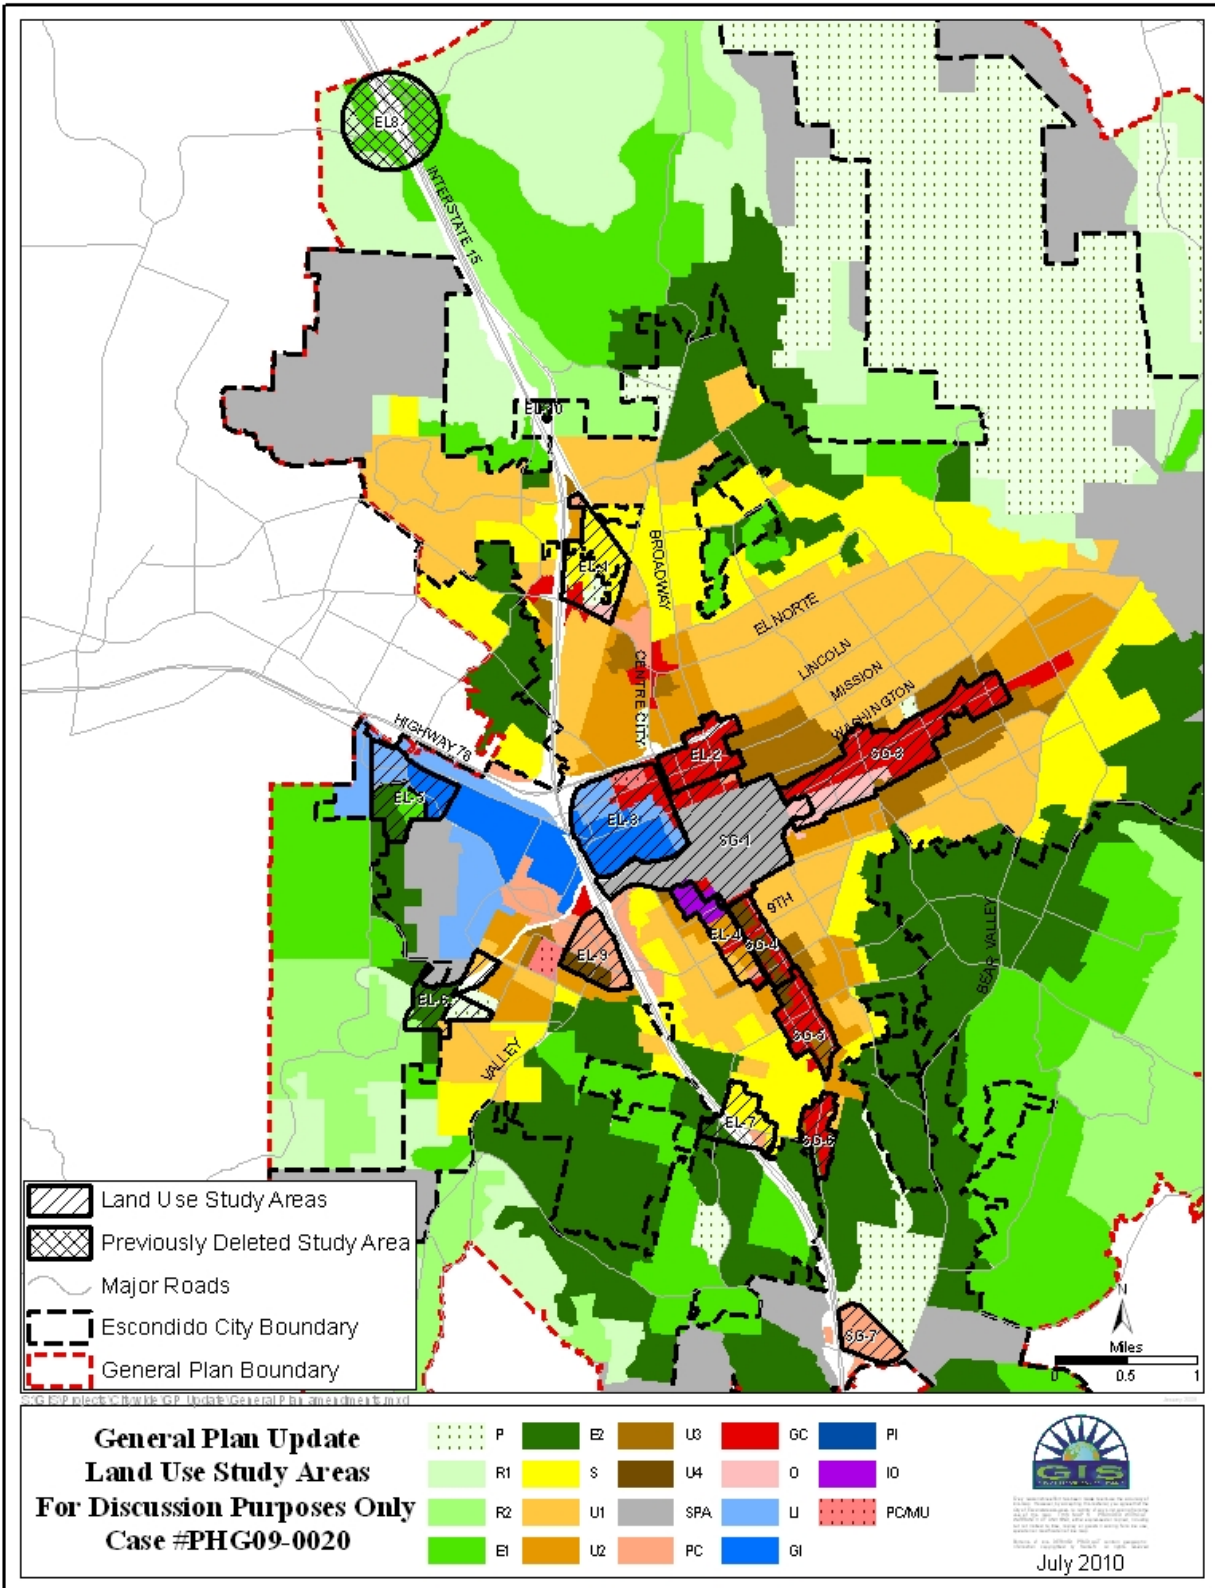 EL8
INTERSTATE 15
EL-10
BROADWAY
EL-1
EL NORTE
LINCOLN
MISSION
WASHINGTON
CENTRE CITY
HIGHWAY 78
EL-2
SG-3
EL-5
EL-3
SG-1
9TH
EL-4
SG-4
BEAR VALLEY
EL-9
EL-6
SG-5
VALLEY
EL-7
SG-6
SG-7
Land Use Study Areas
Previously Deleted Study Area
Major Roads
Escondido City Boundary
General Plan Boundary
N
Miles
0 0.5 1
General Plan Update
Land Use Study Areas
For Discussion Purposes Only
Case #PHG09-0020
P E2 U3 GC PI
R1 S U4 O IO
R2 U1 SPA LI PC/MU
E1 U2 PC GI
GIS
July 2010